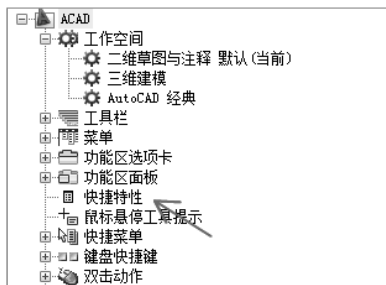 ACAD
工作空间
二维草图与注释 默认(当前)
三维建模
AutoCAD 经典
工具栏
菜单
功能区选项卡
功能区面板
快捷特性
鼠标悬停工具提示
快捷菜单
键盘快捷键
双击动作